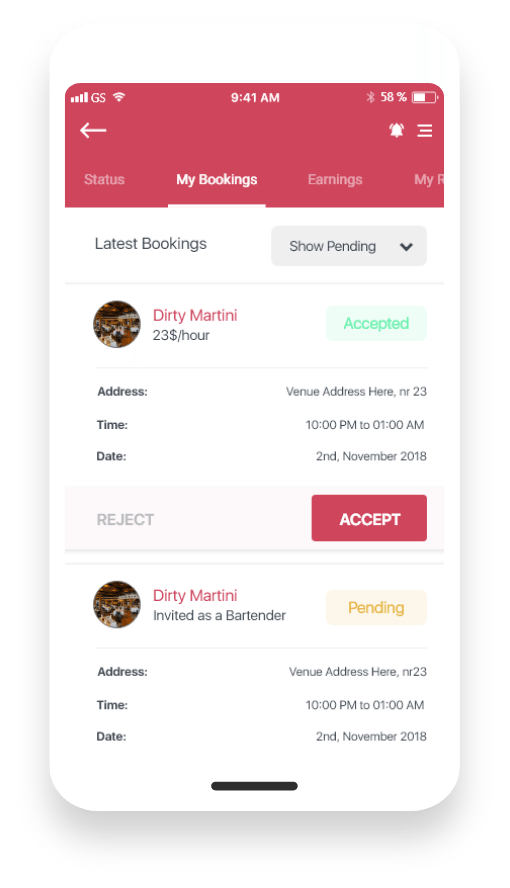 GS 9:41 AM 58 %
Status My Bookings Earnings My R
Latest Bookings Show Pending
Dirty Martini
23$/hour
Accepted
Address: Venue Address Here, nr 23
Time: 10:00 PM to 01:00 AM
Date: 2nd, November 2018
REJECT ACCEPT
Dirty Martini
Invited as a Bartender
Pending
Address: Venue Address Here, nr23
Time: 10:00 PM to 01:00 AM
Date: 2nd, November 2018